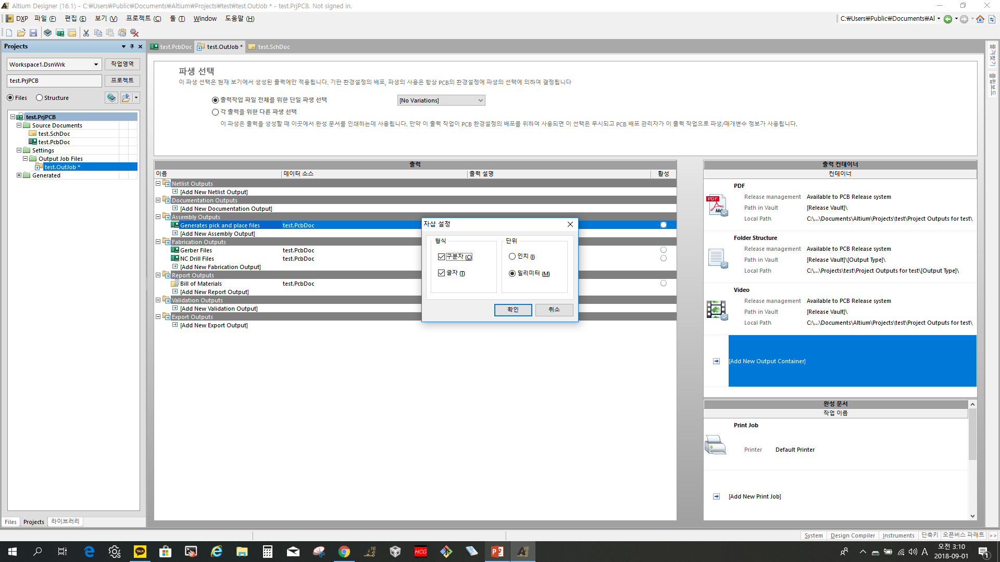 Altium Designer (16.1) - C:₩Users₩Public₩Documents₩Altium₩Projects₩test₩test.OutJob * - test.PrjPCB. Not signed in.
DXP 파일 (F) 편집 (E) 보기 (V) 프로젝트 (C) 툴 (T) Window 도움말 (H)
C:₩Users₩Public₩Documents₩Al
Projects
Workspace1.DsnWrk
작업영역
test.PrjPCB
프로젝트
Files
Structure
test.PrjPCB
Source Documents
test.SchDoc
test.PcbDoc
Settings
Output Job Files
test.OutJob *
Generated
Files
Projects
라이브러리
test.PcbDoc
test.OutJob *
test.SchDoc
파생 선택
이 파생 선택은 현재 보기에서 생성된 출력에만 적용됩니다. 기판 환경설정의 배포, 파생의 사용은 항상 PCB의 환경설정에 파생의 선택에 의하여 결정됩니다
출력작업 파일 전체를 위한 단일 파생 선택
[No Variations]
각 출력을 위한 다른 파생 선택
이 파생은 출력을 생성할 때 이곳에서 완성 문서를 인쇄하는데 사용됩니다. 만약 이 출력 작업이 PCB 환경설정의 배포를 위하여 사용되면 이 선택은 무시되고 PCB 배포 관리자가 이 출력 작업으로 파생/매개변수 정보가 사용됩니다.
출력
이름 데이터 소스 출력 설명 활성
Netlist Outputs
[Add New Netlist Output]
Documentation Outputs
[Add New Documentation Output]
Assembly Outputs
Generates pick and place files test.PcbDoc
[Add New Assembly Output]
Fabrication Outputs
Gerber Files test.PcbDoc
NC Drill Files test.PcbDoc
[Add New Fabrication Output]
Report Outputs
Bill of Materials test.PcbDoc
[Add New Report Output]
Validation Outputs
[Add New Validation Output]
Export Outputs
[Add New Export Output]
자삽 설정
형식
구분자 (C)
글자 (T)
단위
인치 (I)
밀리미터 (M)
확인
취소
출력 컨테이너
컨테이너
PDF
Release management Available to PCB Release system
Path in Vault [Release Vault]\
Local Path C:\...\Documents\Altium\Projects\test\Project Outputs for test\
Folder Structure
Path in Vault [Release Vault]\[Output Type]\
Local Path C:\...\Projects\test\Project Outputs for test\[Output Type]\
Video
Release management Available to PCB Release system
Path in Vault [Release Vault]\
Local Path C:\...\Documents\Altium\Projects\test\Project Outputs for test\
[Add New Output Container]
완성 문서
작업 이름
Print Job
Printer Default Printer
[Add New Print Job]
즐겨찾기
클립보드
System Design Compiler Instruments 단축키 오픈버스 파래트 >>
TALK
HCG
A
오전 3:10
2018-09-01
1